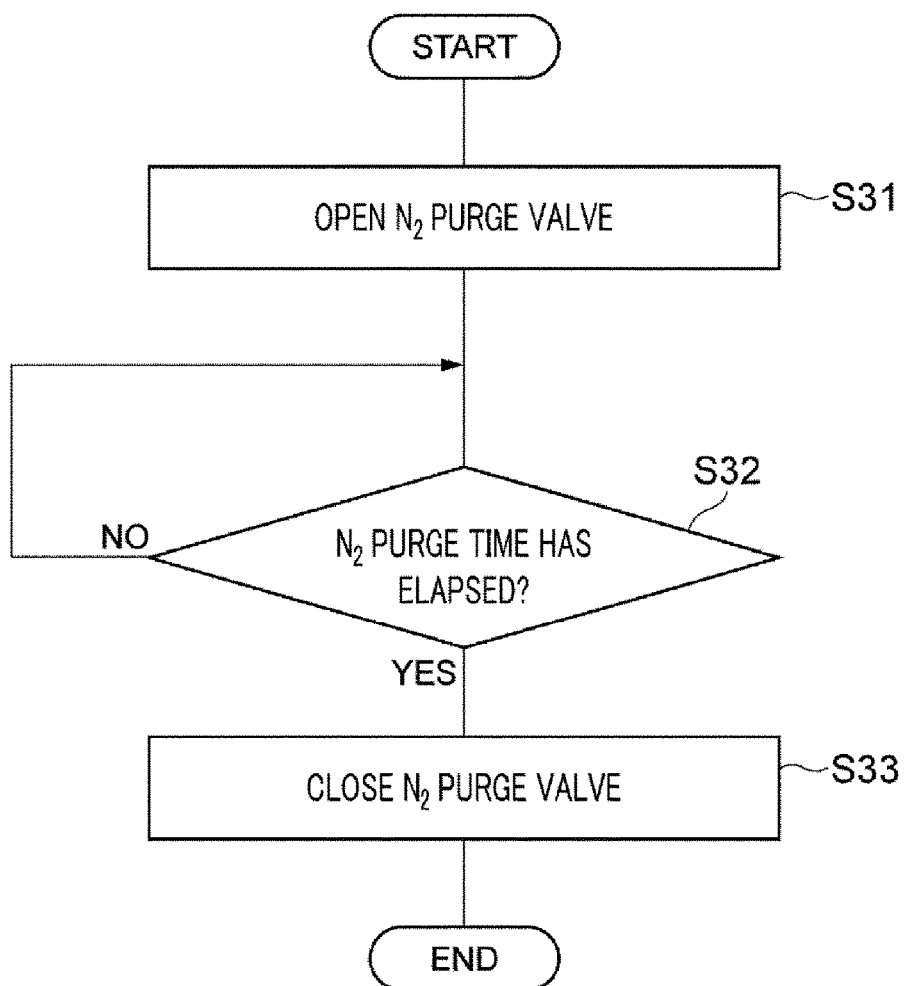 START
OPEN N₂ PURGE VALVE
S31
S32
NO
N₂ PURGE TIME HAS
ELAPSED?
YES
CLOSE N₂ PURGE VALVE
S33
END